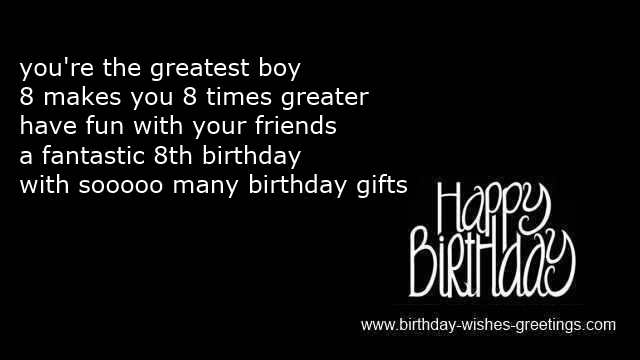 you're the greatest boy
8 makes you 8 times greater
have fun with your friends
a fantastic 8th birthday
with sooooo many birthday gifts
Happy
Birthday
www.birthday-wishes-greetings.com